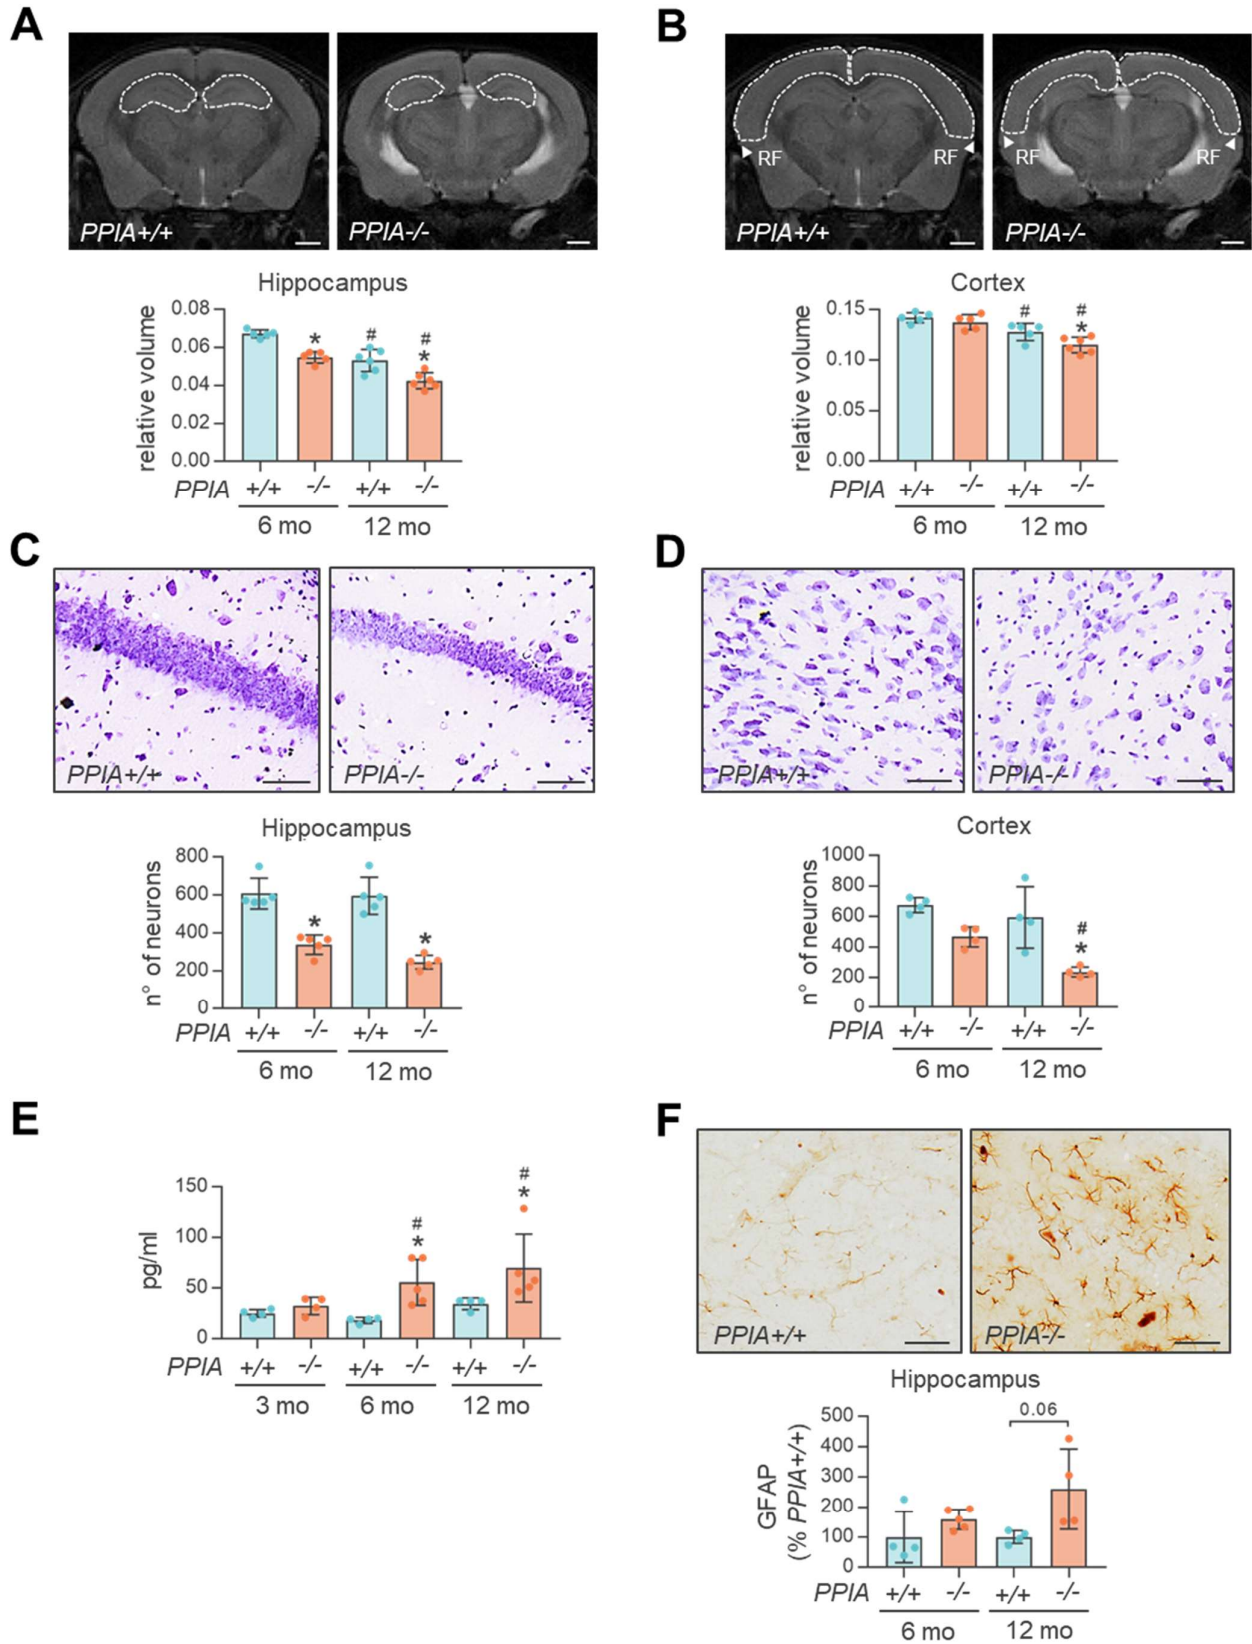 A
PPIA+/+
PPIA-/-
Hippocampus
relative volume
0.08
0.06
0.04
0.02
0.00
* # # *
PPIA +/+ -/- +/+ -/-
6 mo 12 mo
B
RF RF RF RF
PPIA+/+
PPIA-/-
Cortex
relative volume
0.15
0.10
0.05
0.00
# # *
PPIA +/+ -/- +/+ -/-
6 mo 12 mo
C
PPIA+/+
PPIA-/-
Hippocampus
n° of neurons
800
600
400
200
0
* *
PPIA +/+ -/- +/+ -/-
6 mo 12 mo
D
PPIA+/+
PPIA-/-
Cortex
n° of neurons
1000
800
600
400
200
0
# *
PPIA +/+ -/- +/+ -/-
6 mo 12 mo
E
pg/ml
150
100
50
0
# * # *
PPIA +/+ -/- +/+ -/- +/+ -/-
3 mo 6 mo 12 mo
F
PPIA+/+
PPIA-/-
Hippocampus
GFAP
(% PPIA+/+)
500
400
300
200
100
0
0.06
PPIA +/+ -/- +/+ -/-
6 mo 12 mo